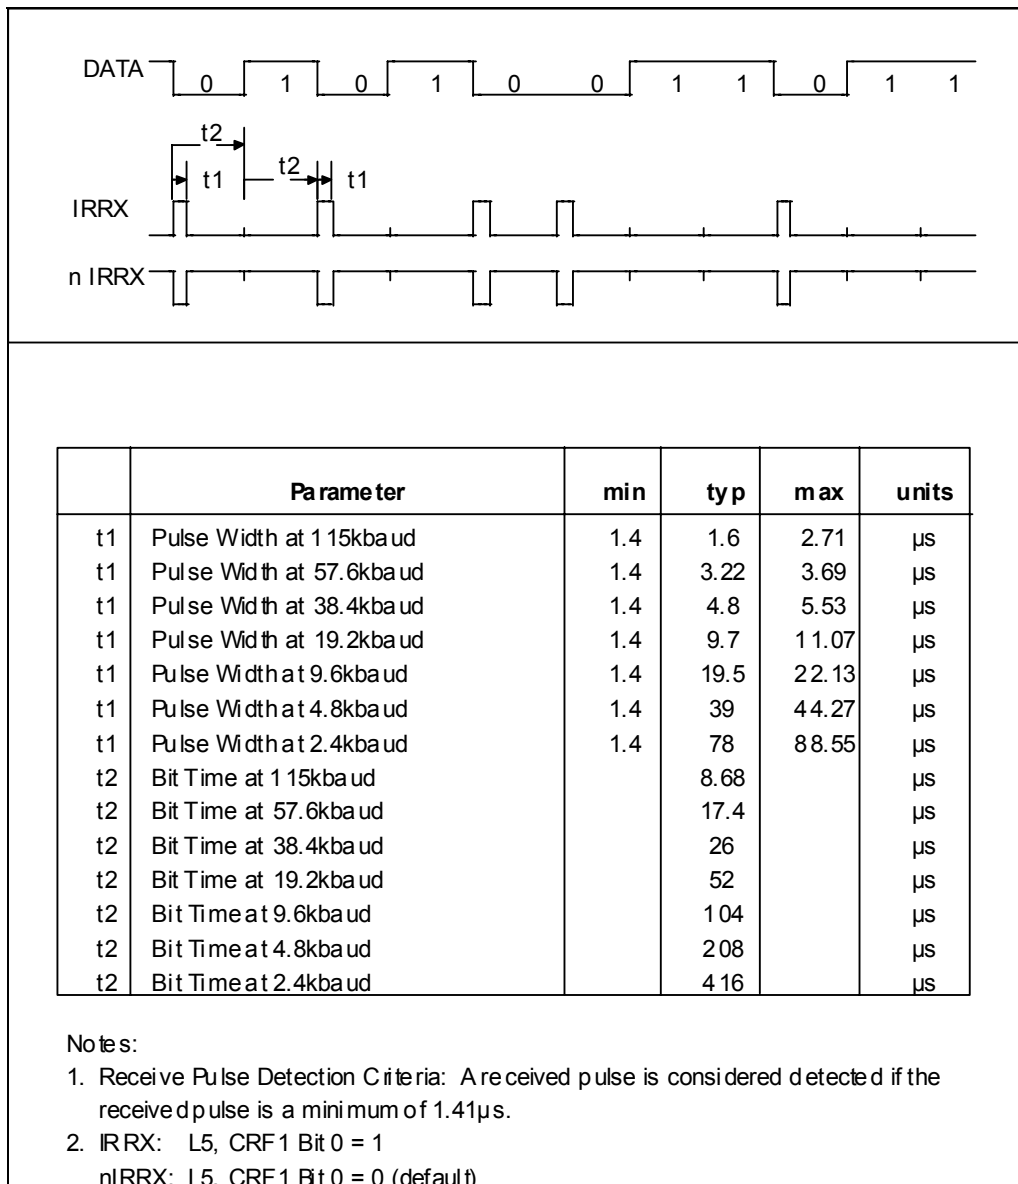 DATA 0 1 0 1 0 0 1 1 0 1 1
t2
t1 t2 t1
IRRX
n IRRX
Parameter min typ max units
t1 Pulse Width at 115kbaud 1.4 1.6 2.71 µs
t1 Pulse Width at 57.6kbaud 1.4 3.22 3.69 µs
t1 Pulse Width at 38.4kbaud 1.4 4.8 5.53 µs
t1 Pulse Width at 19.2kbaud 1.4 9.7 11.07 µs
t1 Pulse Width at 9.6kbaud 1.4 19.5 22.13 µs
t1 Pulse Width at 4.8kbaud 1.4 39 44.27 µs
t1 Pulse Width at 2.4kbaud 1.4 78 88.55 µs
t2 Bit Time at 115kbaud 8.68 µs
t2 Bit Time at 57.6kbaud 17.4 µs
t2 Bit Time at 38.4kbaud 26 µs
t2 Bit Time at 19.2kbaud 52 µs
t2 Bit Time at 9.6kbaud 104 µs
t2 Bit Time at 4.8kbaud 208 µs
t2 Bit Time at 2.4kbaud 416 µs
Notes:
1. Receive Pulse Detection Criteria: A received pulse is considered detected if the
received pulse is a minimum of 1.41µs.
2. IRRX: L5, CRF1 Bit 0 = 1
nIRRX: L5, CRF1 Bit 0 = 0 (default)